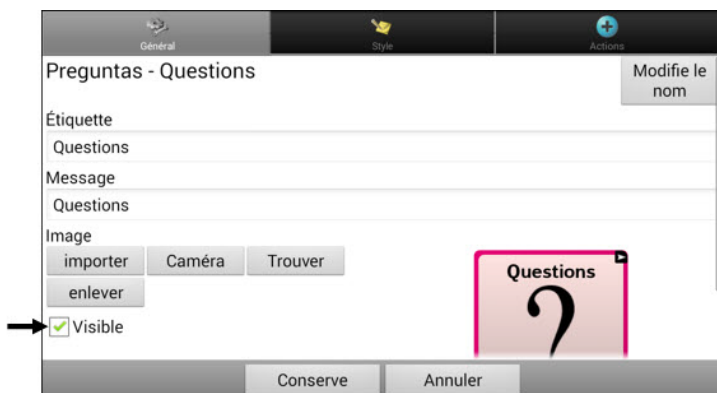 Général
Style
Actions
Preguntas - Questions
Modifie le
nom
Étiquette
Questions
Message
Questions
Image
importer
Caméra
Trouver
enlever
Questions
?
Visible
Conserve
Annuler